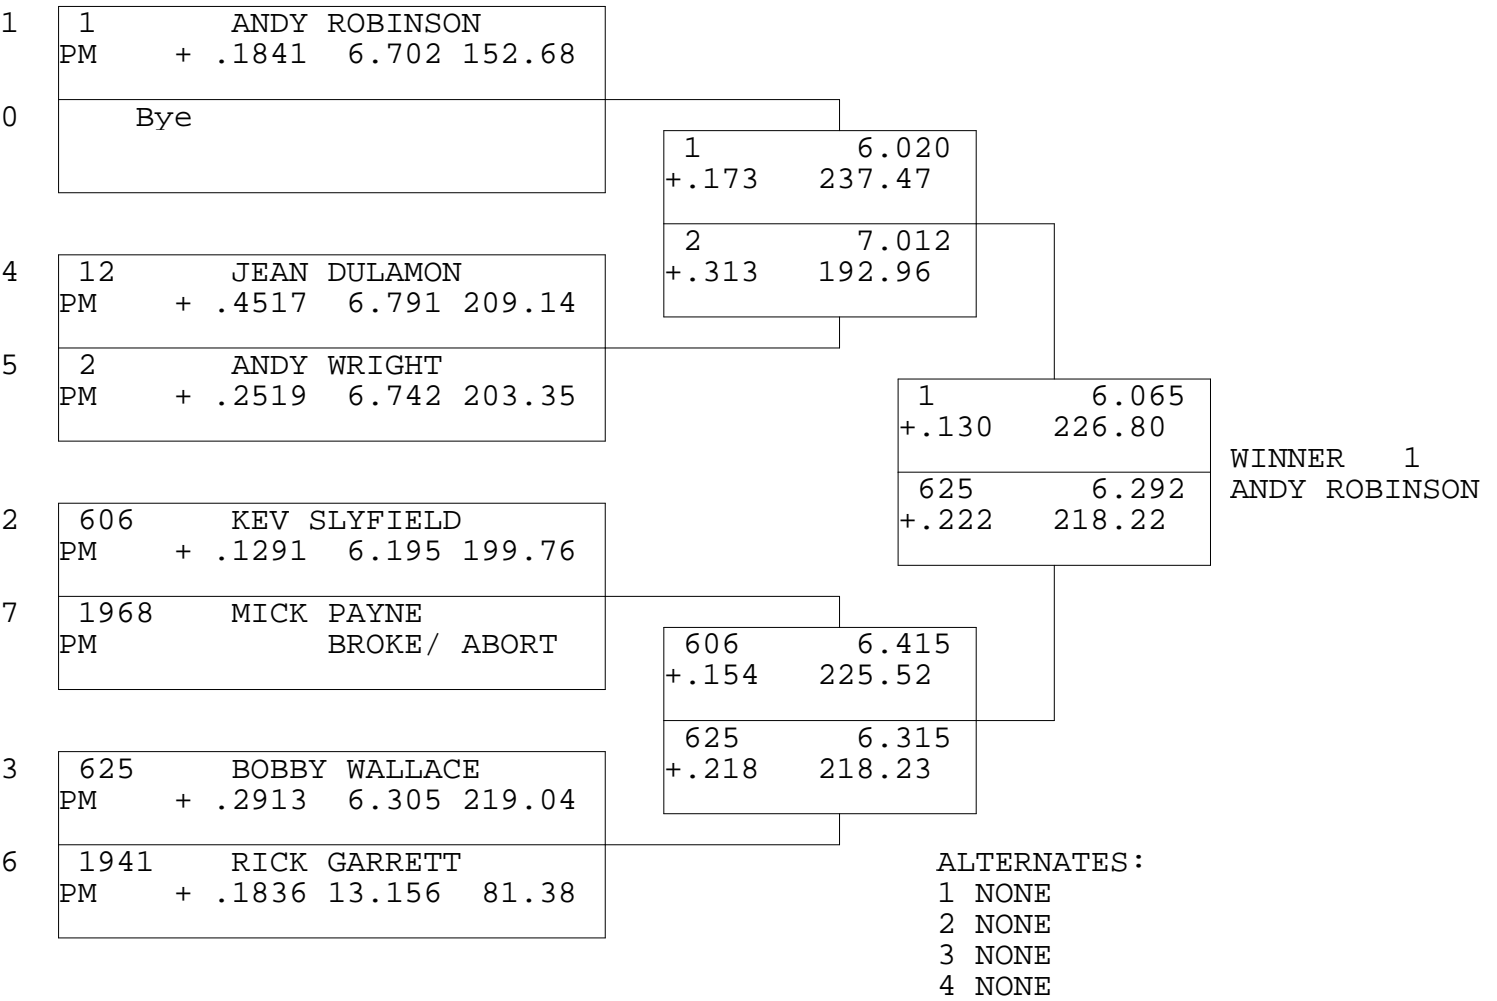 1 1 ANDY ROBINSON
PM + .1841 6.702 152.68
0 Bye
1 6.020
+.173 237.47
2 7.012
+.313 192.96
4 12 JEAN DULAMON
PM + .4517 6.791 209.14
5 2 ANDY WRIGHT
PM + .2519 6.742 203.35
1 6.065
+.130 226.80
625 6.292
+.222 218.22
WINNER 1
ANDY ROBINSON
2 606 KEV SLYFIELD
PM + .1291 6.195 199.76
7 1968 MICK PAYNE
PM BROKE/ ABORT
606 6.415
+.154 225.52
625 6.315
+.218 218.23
3 625 BOBBY WALLACE
PM + .2913 6.305 219.04
6 1941 RICK GARRETT
PM + .1836 13.156 81.38
ALTERNATES:
1 NONE
2 NONE
3 NONE
4 NONE